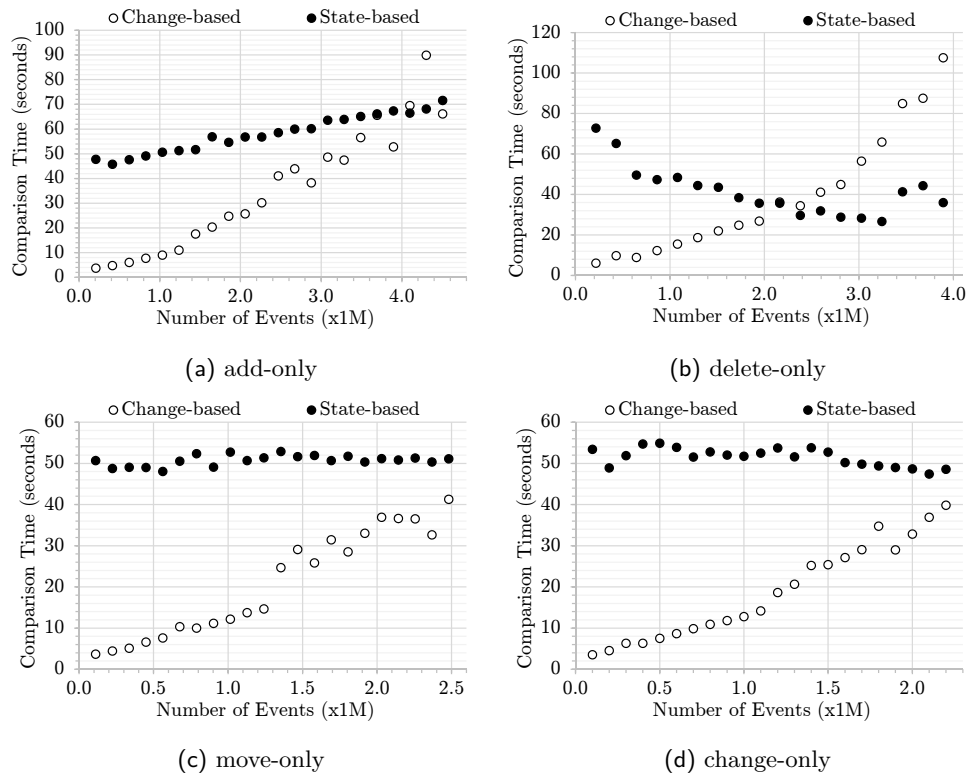 Change-based State-based
100
90
80
70
60
50
40
30
20
10
0
Comparison Time (seconds)
0.0 1.0 2.0 3.0 4.0
Number of Events (x1M)
(a) add-only
Change-based State-based
120
100
80
60
40
20
0
Comparison Time (seconds)
0.0 1.0 2.0 3.0 4.0
Number of Events (x1M)
(b) delete-only
Change-based State-based
60
50
40
30
20
10
0
Comparison Time (seconds)
0.0 0.5 1.0 1.5 2.0 2.5
Number of Events (x1M)
(c) move-only
Change-based State-based
60
50
40
30
20
10
0
Comparison Time (seconds)
0.0 0.5 1.0 1.5 2.0
Number of Events (x1M)
(d) change-only